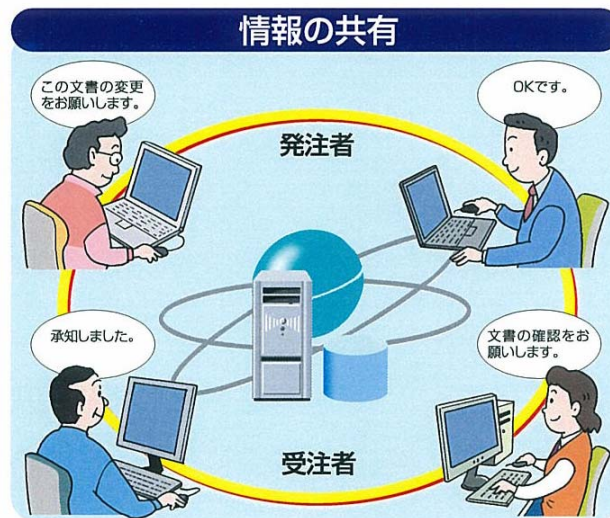 情報の共有
この文書の変更
をお願いします。
OKです。
発注者
承知しました。
文書の確認をお
願いします。
受注者